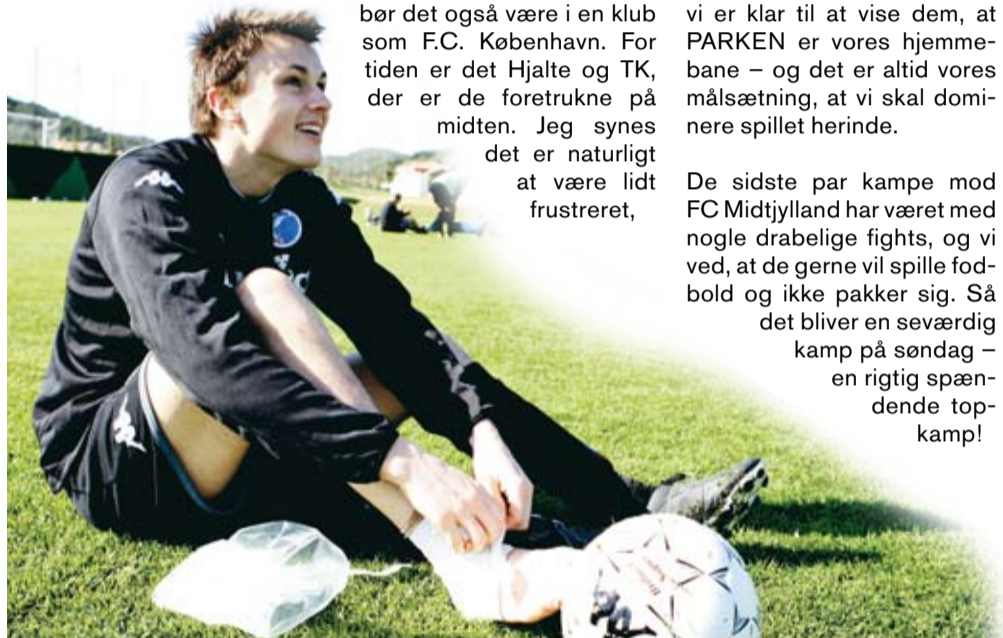 bør det også være i en klub
som F.C. København. For
tiden er det Hjalte og TK,
der er de foretrukne på
midten. Jeg synes
det er naturligt
at være lidt
frustreret,
vi er klar til at vise dem, at
PARKEN er vores hjemme-
bane – og det er altid vores
målsætning, at vi skal domi-
nere spillet herinde.
De sidste par kampe mod
FC Midtjylland har været med
nogle drabelige fights, og vi
ved, at de gerne vil spille fod-
bold og ikke pakker sig. Så
det bliver en seværdig
kamp på søndag –
en rigtig spæn-
dende top-
kamp!